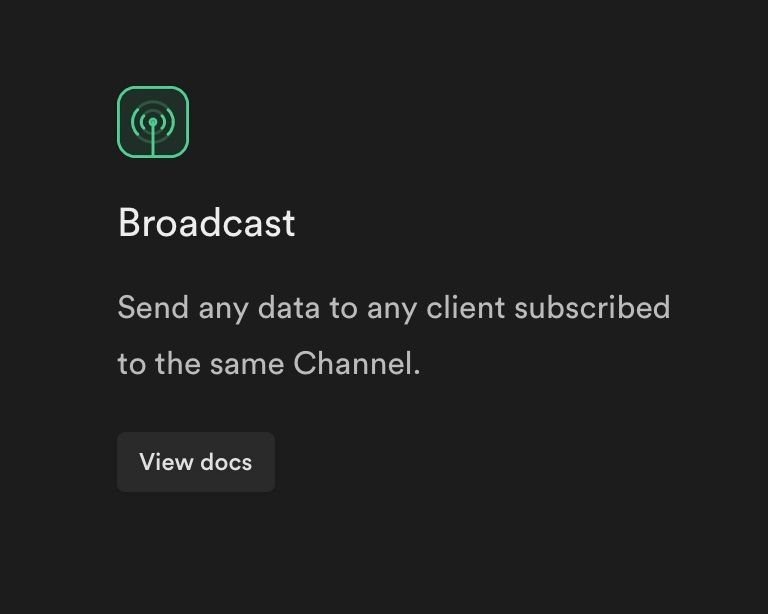 Broadcast
Send any data to any client subscribed
to the same Channel.
View docs